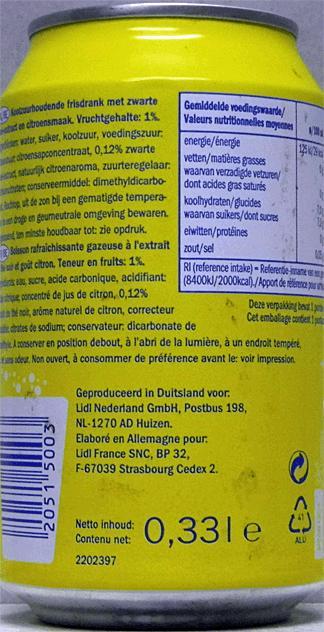 Koolzuurhoudende frisdrank met zwarte
en citroensmaak. Vruchtgehalte: 1%.
water, suiker, koolzuur, voedingszuur:
citroensapconcentraat, 0,12% zwarte
natuurlijk citroenaroma, zuurteregelaar:
conserveermiddel: dimethyldicarbo-
uit de zon bij een gematigde tempera-
droge en geurneutrale omgeving bewaren.
ten minste houdbaar tot: zie opdruk.
Boisson rafraîchissante gazeuse à l'extrait
et goût citron. Teneur en fruits: 1%.
eau, sucre, acide carbonique, acidifiant:
concentré de jus de citron, 0,12%
thé noir, arôme naturel de citron, correcteur
citrates de sodium; conservateur: dicarbonate de
A conserver en position debout, à l'abri de la lumière, à un endroit tempéré,
sans odeur. Non ouvert, à consommer de préférence avant le: voir impression.
Gemiddelde voedingswaarde/
Valeurs nutritionnelles moyennes
energie/énergie
vetten/matières grasses
waarvan verzadigde vetzuren/
dont acides gras saturés
koolhydraten/glucides
waarvan suikers/dont sucres
eiwitten/protéines
zout/sel
RI (reference intake) = Referentie-inname van
(8400kJ/2000kcal)./Apport de référence pour
Deze verpakking bevat 1
Cet emballage contient 1
Geproduceerd in Duitsland voor:
Lidl Nederland GmbH, Postbus 198,
NL-1270 AD Huizen.
Elaboré en Allemagne pour:
Lidl France SNC, BP 32,
F-67039 Strasbourg Cedex 2.
20515003
Netto inhoud:
Contenu net:
0,33l e
2202397
41
ALU